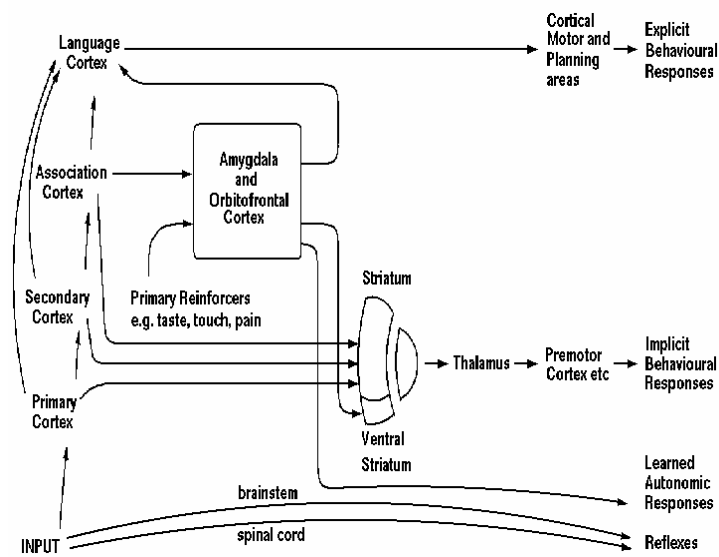 Language
Cortex
Cortical
Motor and
Planning
areas
Explicit
Behavioural
Responses
Association
Cortex
Amygdala
and
Orbitofrontal
Cortex
Secondary
Cortex
Primary Reinforcers
e.g. taste, touch, pain
Striatum
Primary
Cortex
Thalamus
Premotor
Cortex etc
Implicit
Behavioural
Responses
Ventral
Striatum
Learned
Autonomic
Responses
brainstem
spinal cord
INPUT
Reflexes